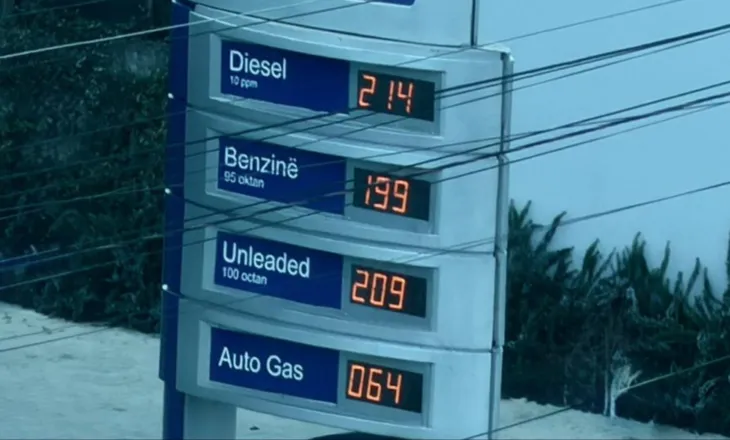 Diesel
10 ppm
214
Benzinë
95 oktan
199
Unleaded
100 octan
209
Auto Gas
064